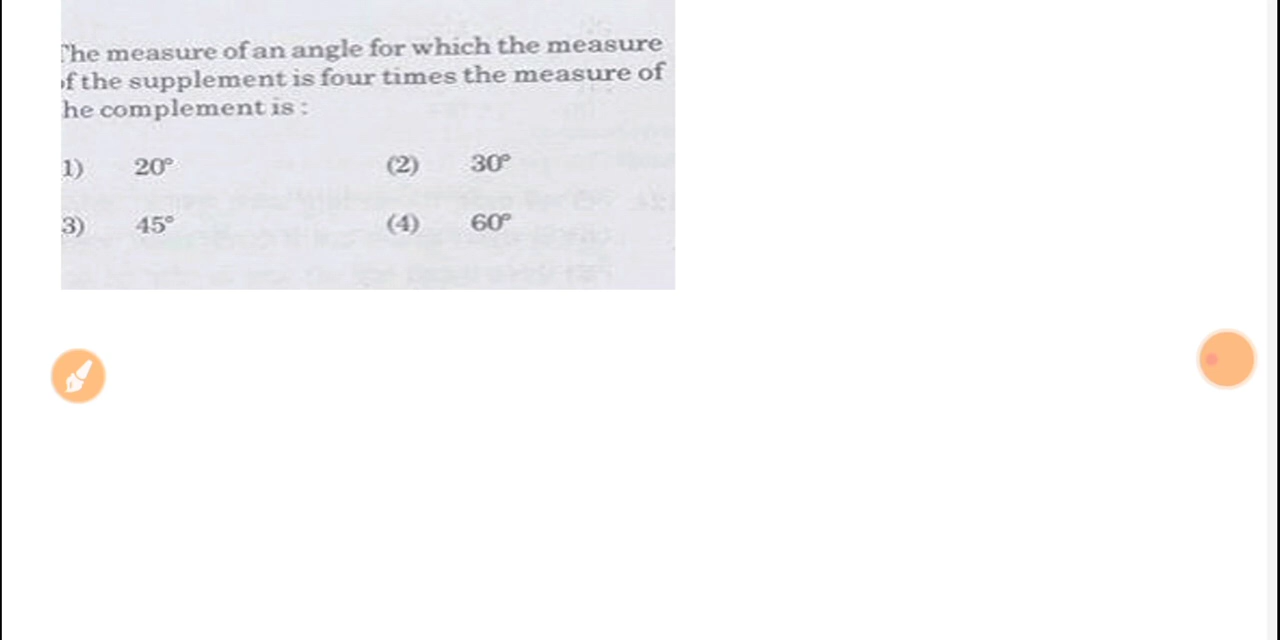 The measure of an angle for which the measure
of the supplement is four times the measure of
he complement is :
1) 20° (2) 30°
3) 45° (4) 60°